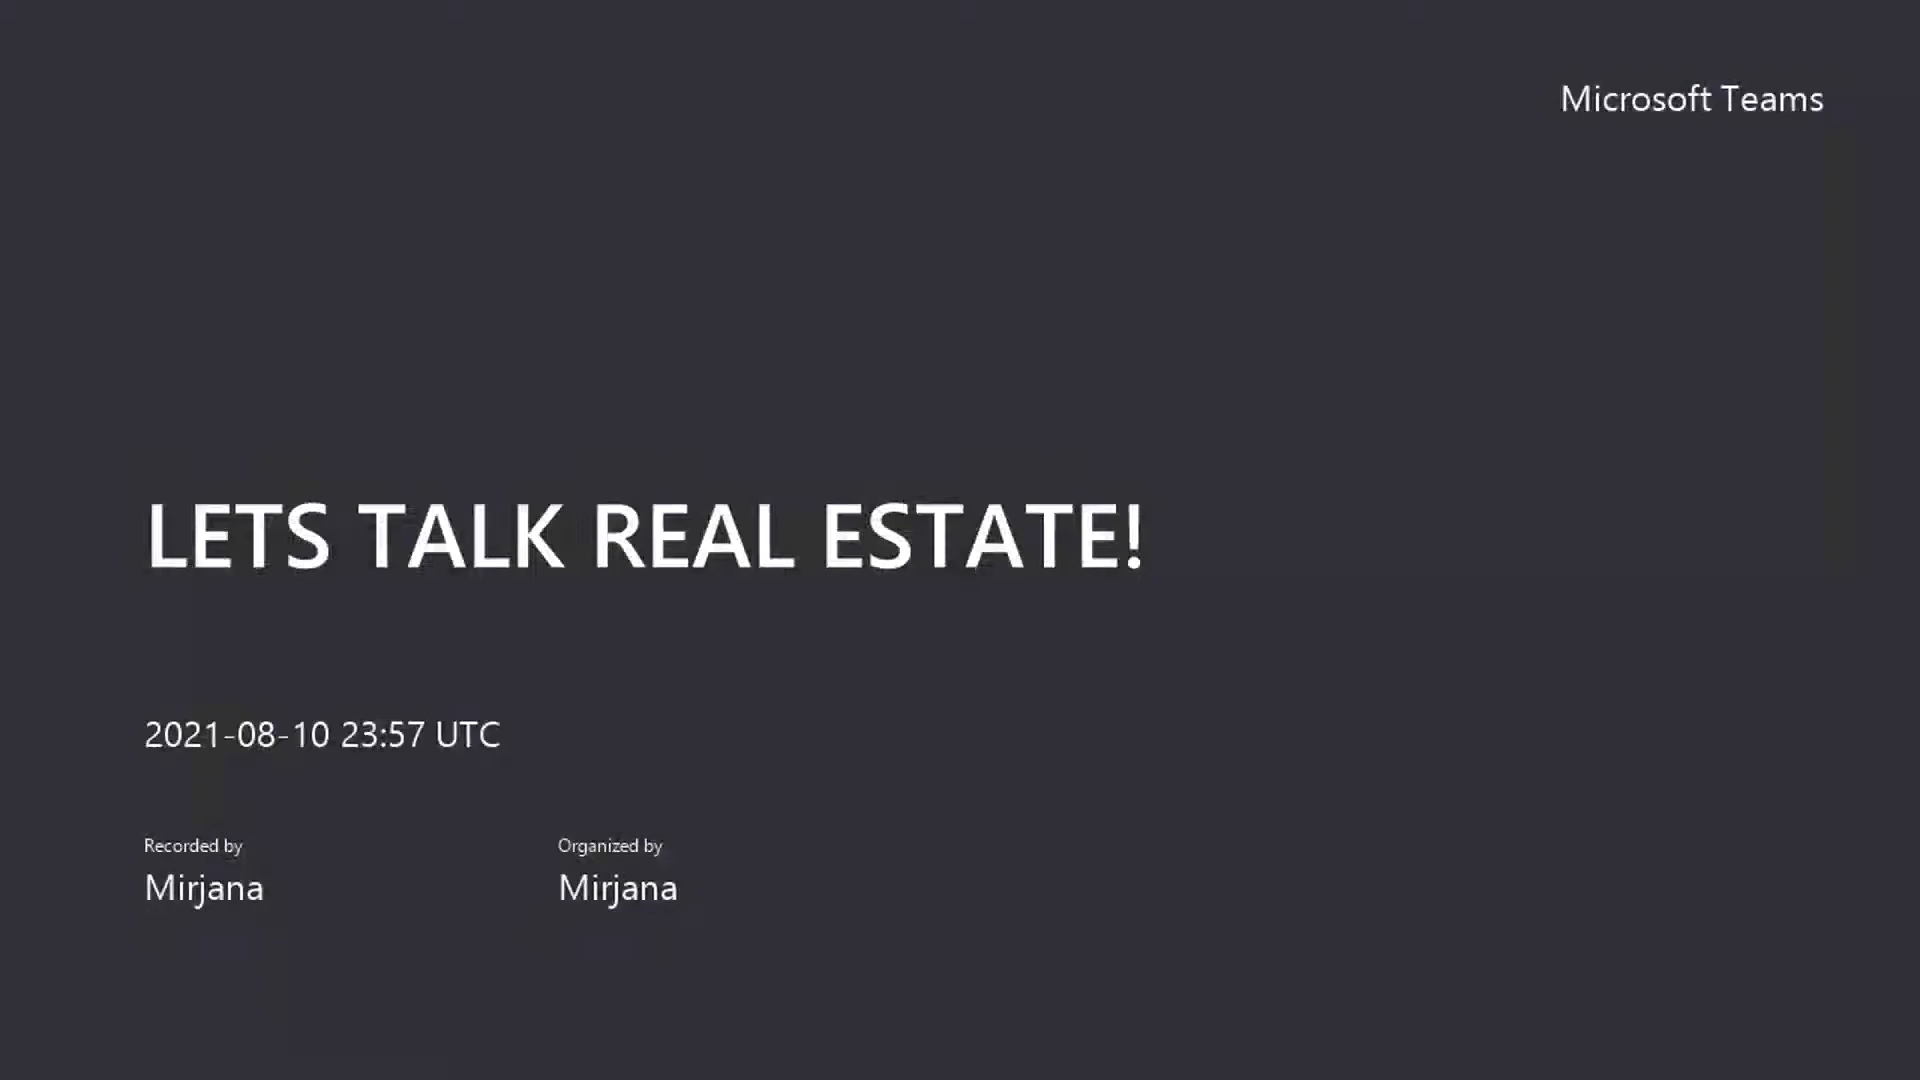 Microsoft Teams
LETS TALK REAL ESTATE!
2021-08-10 23:57 UTC
Recorded by
Mirjana
Organized by
Mirjana